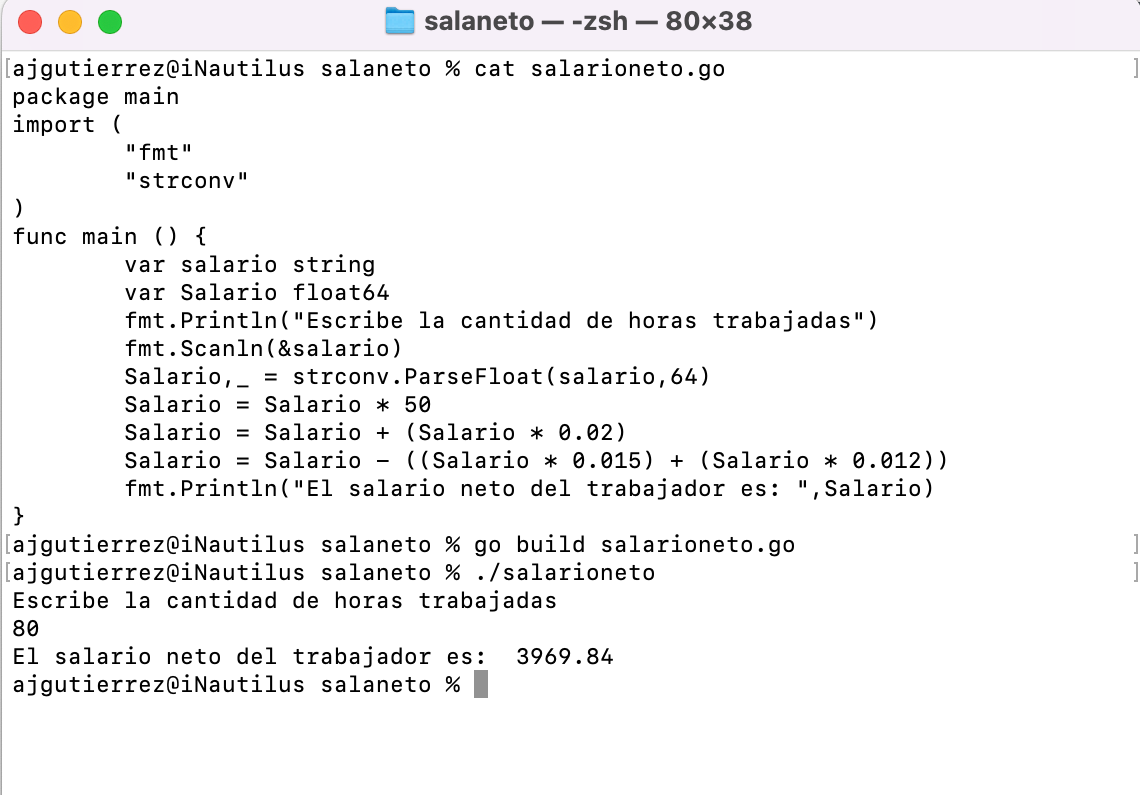 salaneto — -zsh — 80×38
[ajgutierrez@iNautilus salaneto % cat salarioneto.go ]
package main
import (
        "fmt"
        "strconv"
)
func main () {
        var salario string
        var Salario float64
        fmt.Println("Escribe la cantidad de horas trabajadas")
        fmt.Scanln(&salario)
        Salario,_ = strconv.ParseFloat(salario,64)
        Salario = Salario * 50
        Salario = Salario + (Salario * 0.02)
        Salario = Salario - ((Salario * 0.015) + (Salario * 0.012))
        fmt.Println("El salario neto del trabajador es: ",Salario)
}
[ajgutierrez@iNautilus salaneto % go build salarioneto.go ]
[ajgutierrez@iNautilus salaneto % ./salarioneto ]
Escribe la cantidad de horas trabajadas
80
El salario neto del trabajador es:  3969.84
ajgutierrez@iNautilus salaneto %